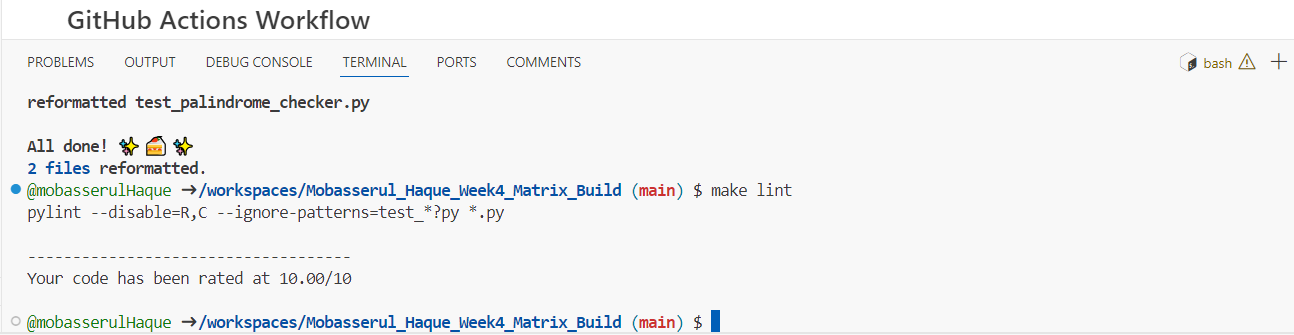 GitHub Actions Workflow
PROBLEMS OUTPUT DEBUG CONSOLE TERMINAL PORTS COMMENTS bash
reformatted test_palindrome_checker.py
All done! ✨ 🍰 ✨
2 files reformatted.
@mobasserulHaque ➜/workspaces/Mobasserul_Haque_Week4_Matrix_Build (main) $ make lint
pylint --disable=R,C --ignore-patterns=test_*?py *.py
-----------------------------------
Your code has been rated at 10.00/10
@mobasserulHaque ➜/workspaces/Mobasserul_Haque_Week4_Matrix_Build (main) $